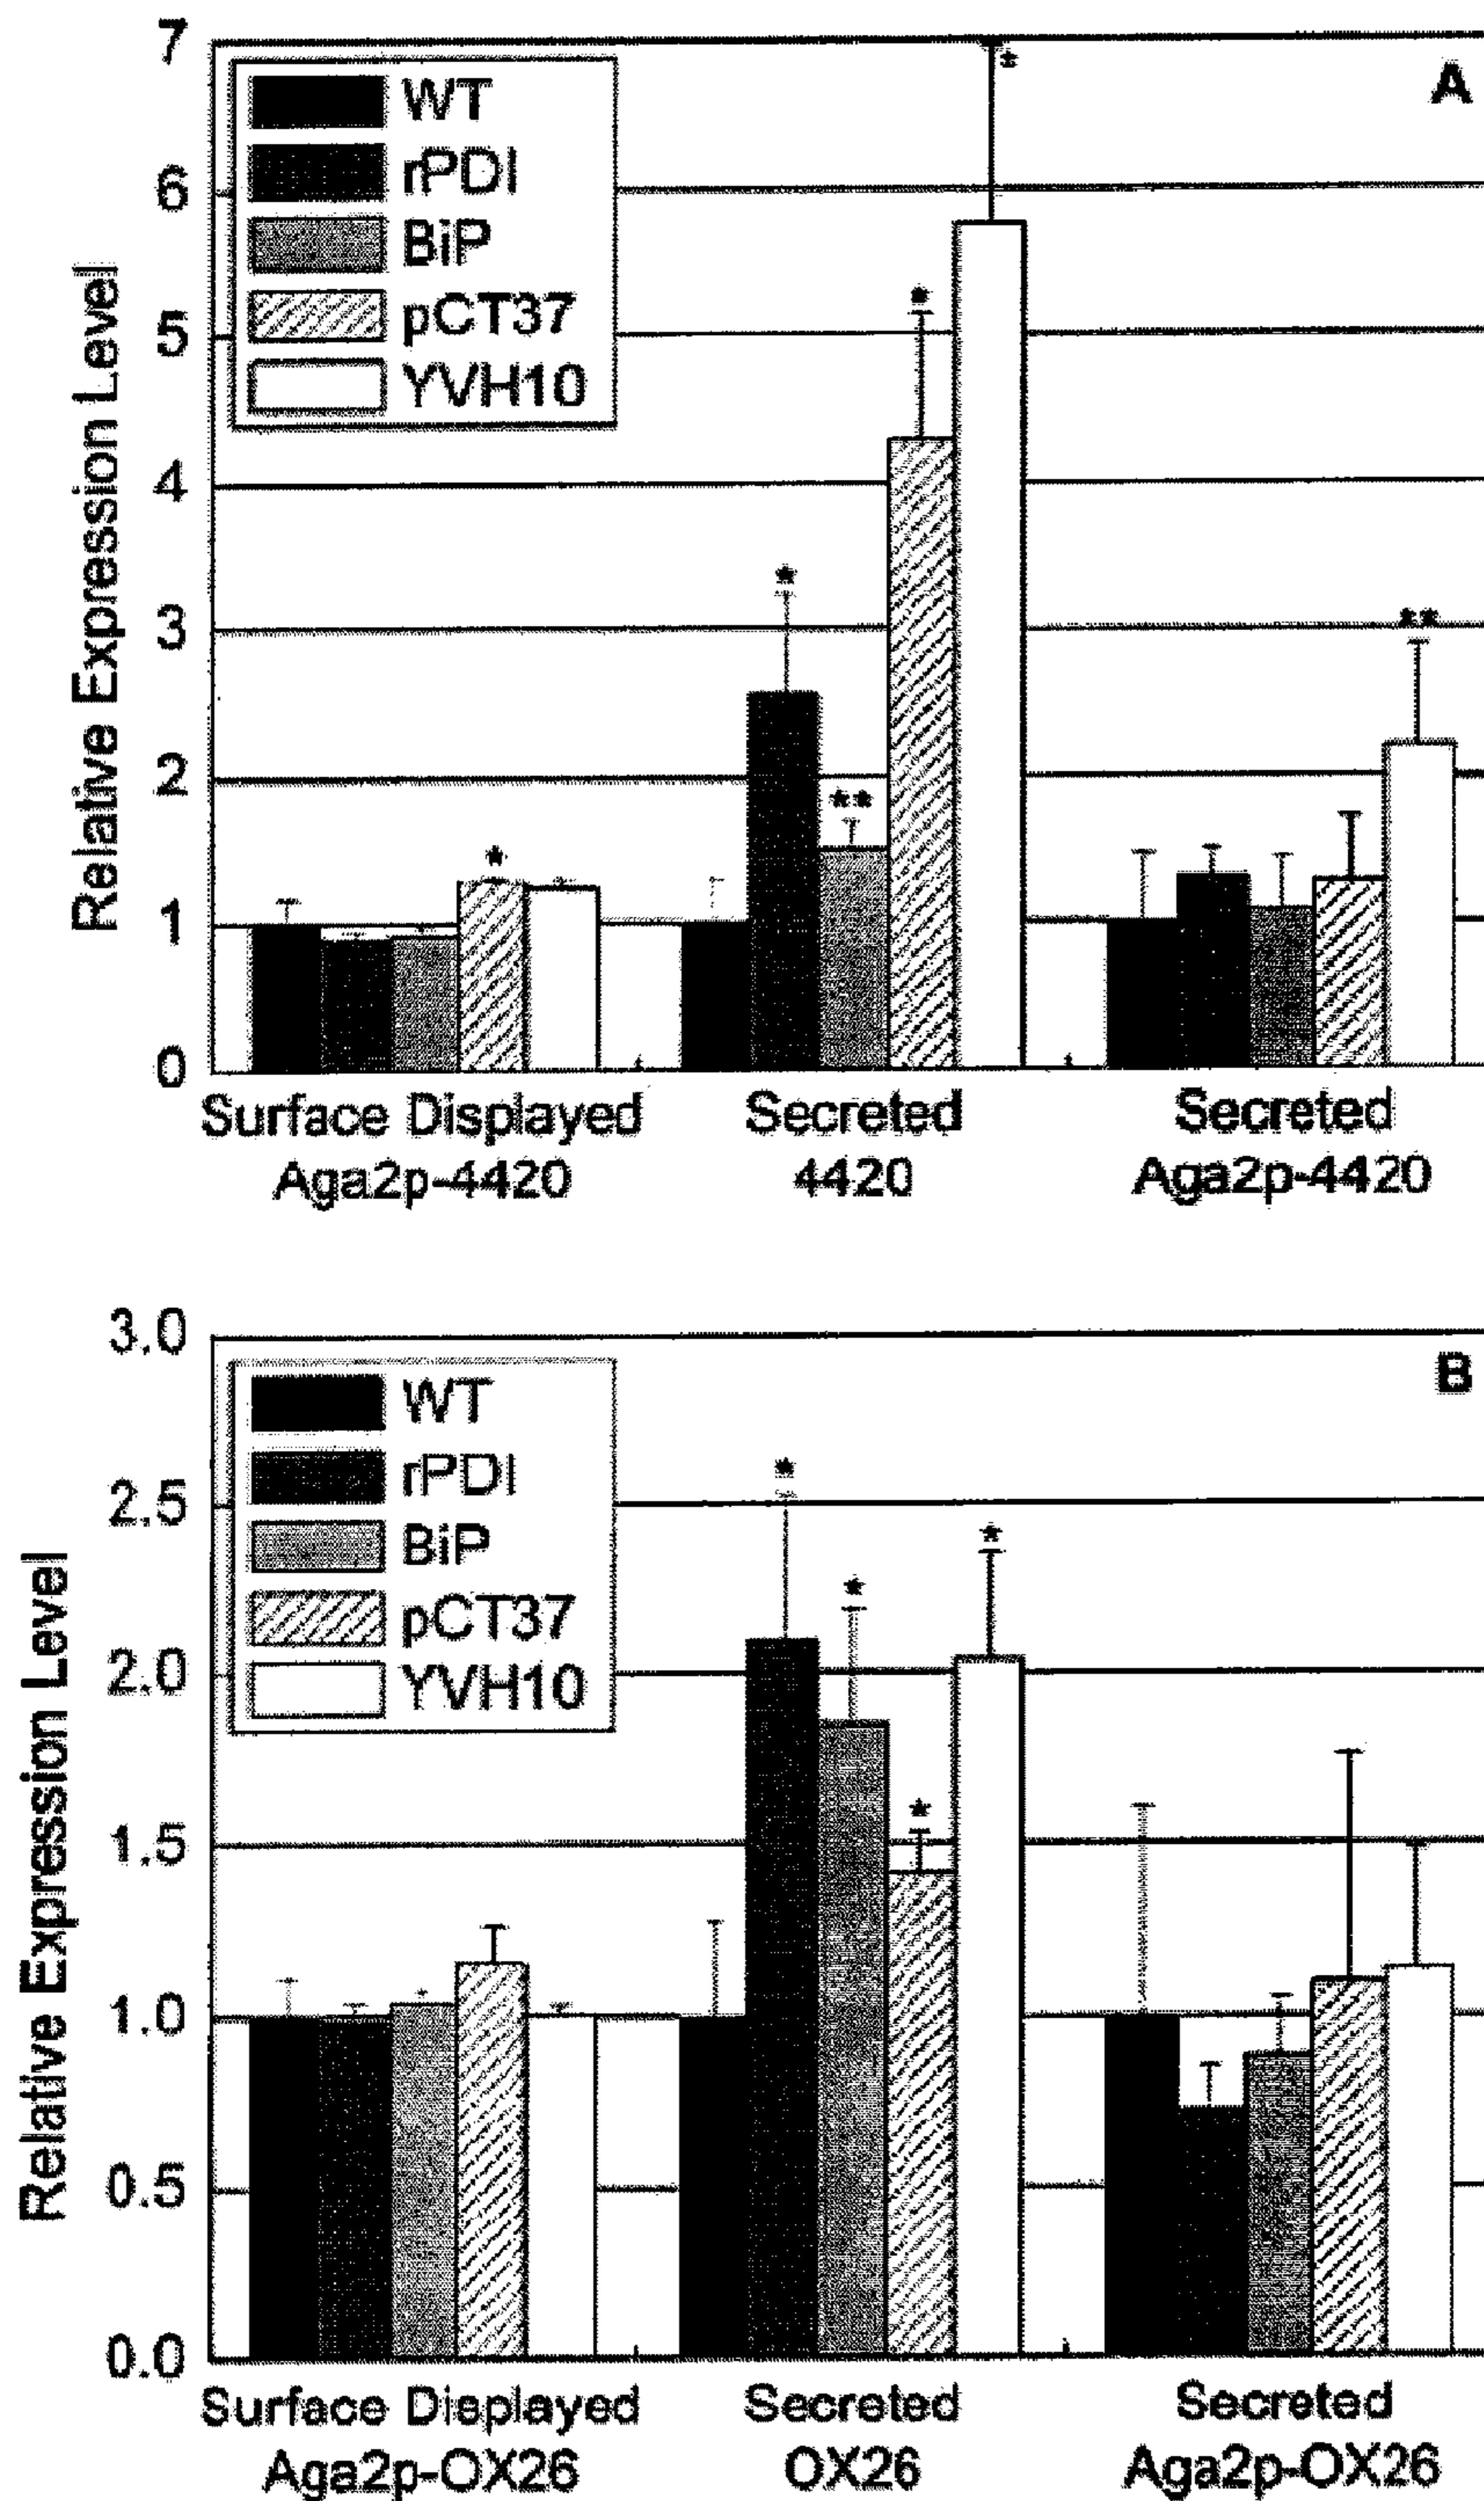 A
7
6
5
4
3
2
1
0
Relative Expression Level
WT
rPDI
BiP
pCT37
YVH10
*
*
**
*
*
**
Surface Displayed
Aga2p-4420
Secreted
4420
Secreted
Aga2p-4420
B
3.0
2.5
2.0
1.5
1.0
0.5
0.0
Relative Expression Level
WT
rPDI
BiP
pCT37
YVH10
*
*
*
*
Surface Displayed
Aga2p-OX26
Secreted
OX26
Secreted
Aga2p-OX26